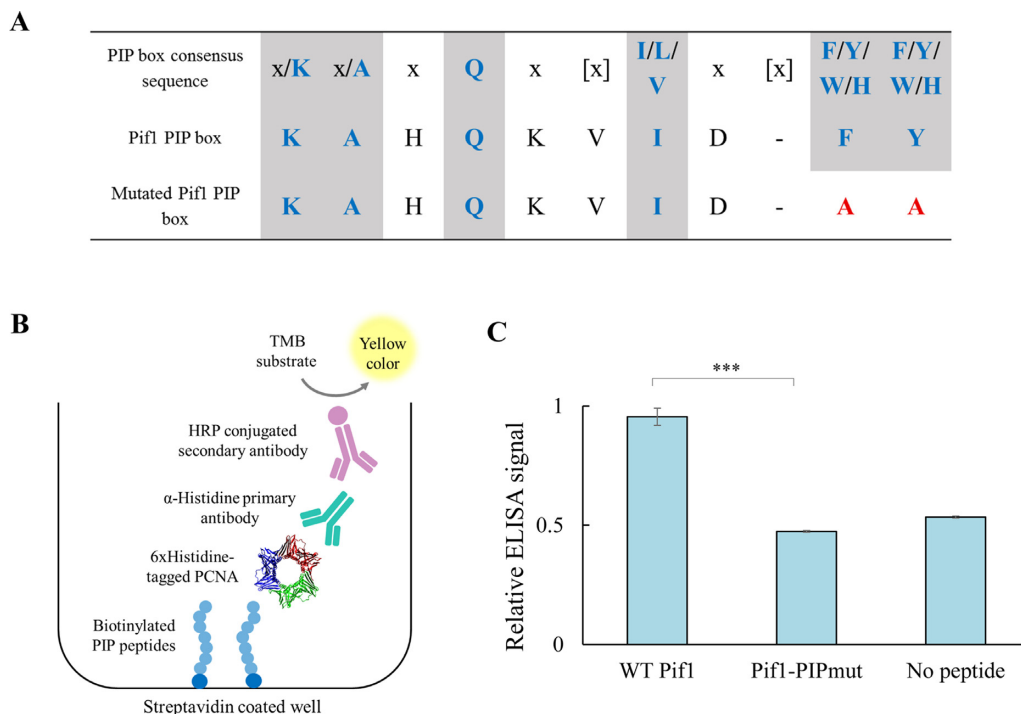 A
PIP box consensus
sequence
x/K x/A x Q x [x] I/L/
V x [x] F/Y/
W/H F/Y/
W/H
Pif1 PIP box K A H Q K V I D - F Y
Mutated Pif1 PIP
box K A H Q K V I D - A A
B
TMB
substrate
Yellow
color
HRP conjugated
secondary antibody
α-Histidine primary
antibody
6xHistidine-
tagged PCNA
Biotinylated
PIP peptides
Streptavidin coated well
C
***
Relative ELISA signal
1
0.5
0
WT Pif1 Pif1-PIPmut No peptide